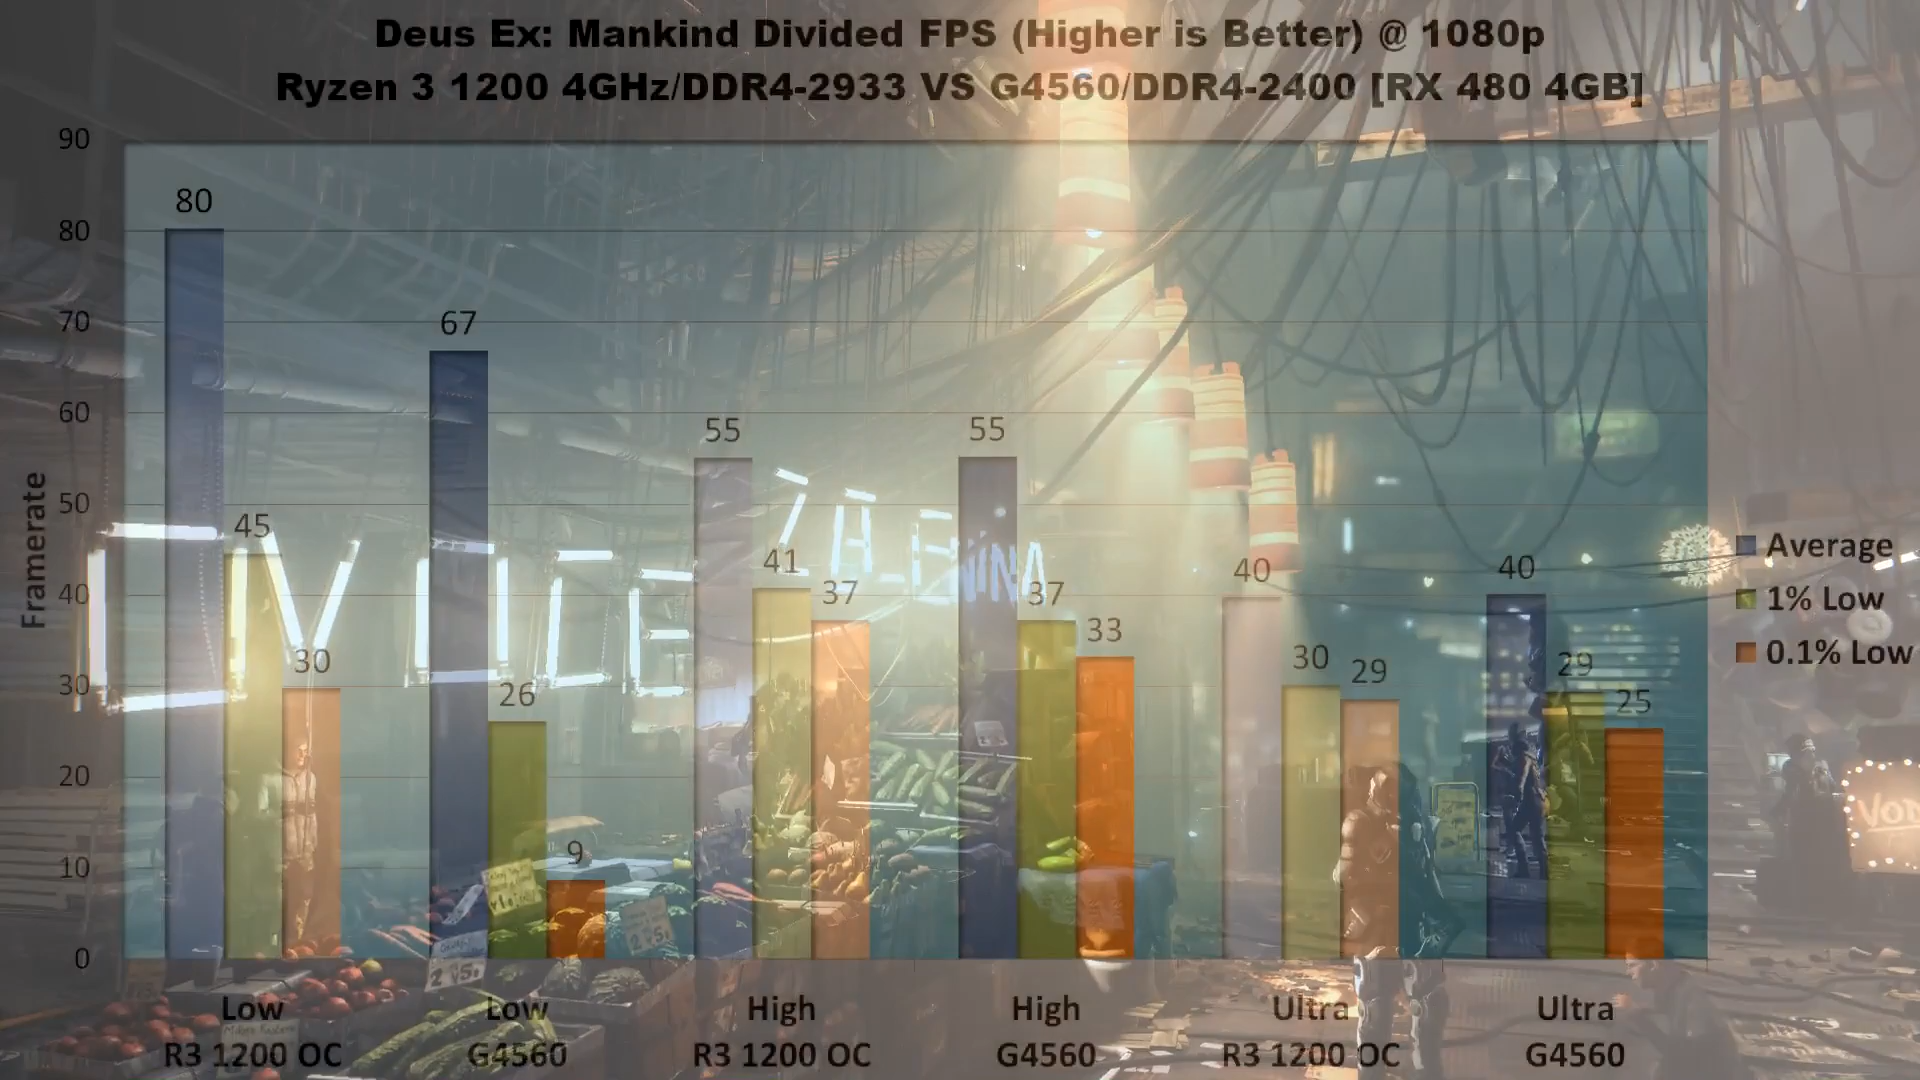 Deus Ex: Mankind Divided FPS (Higher is Better) @ 1080p
Ryzen 3 1200 4GHz/DDR4-2933 VS G4560/DDR4-2400 [RX 480 4GB]
90
80
70
60
50
40
30
20
10
0
Framerate
80
45
30
67
26
9
55
41
37
55
37
33
40
30
29
40
29
25
Average
1% Low
0.1% Low
Low
R3 1200 OC
Low
G4560
High
R3 1200 OC
High
G4560
Ultra
R3 1200 OC
Ultra
G4560